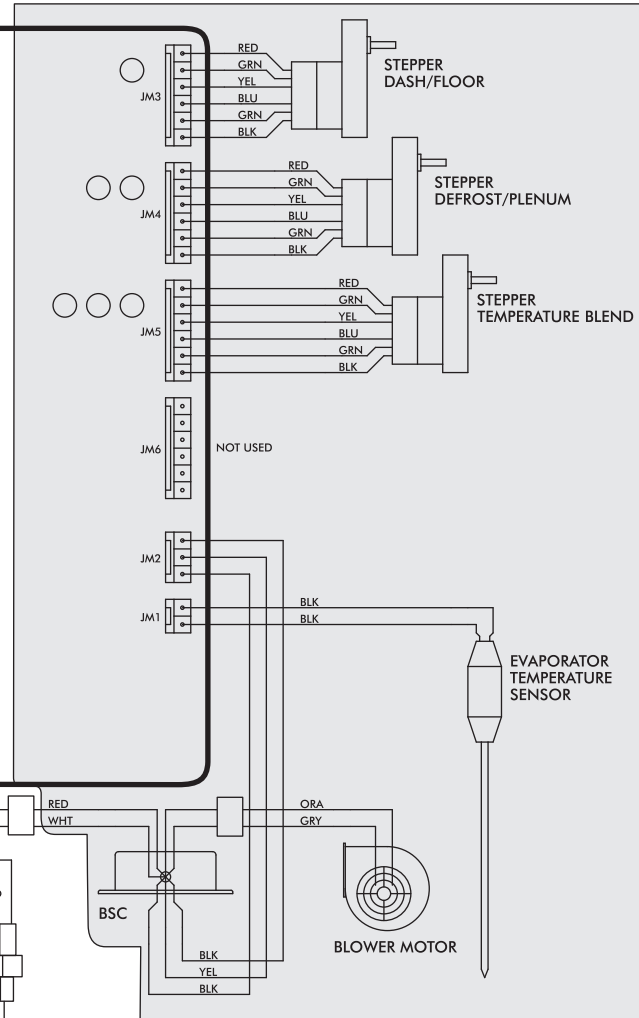 RED
GRN
YEL
BLU
GRN
BLK
JM3
STEPPER
DASH/FLOOR
RED
GRN
YEL
BLU
GRN
BLK
JM4
STEPPER
DEFROST/PLENUM
RED
GRN
YEL
BLU
GRN
BLK
JM5
STEPPER
TEMPERATURE BLEND
JM6
NOT USED
JM2
JM1
BLK
BLK
EVAPORATOR
TEMPERATURE
SENSOR
RED
WHT
ORA
GRY
BSC
BLOWER MOTOR
BLK
YEL
BLK